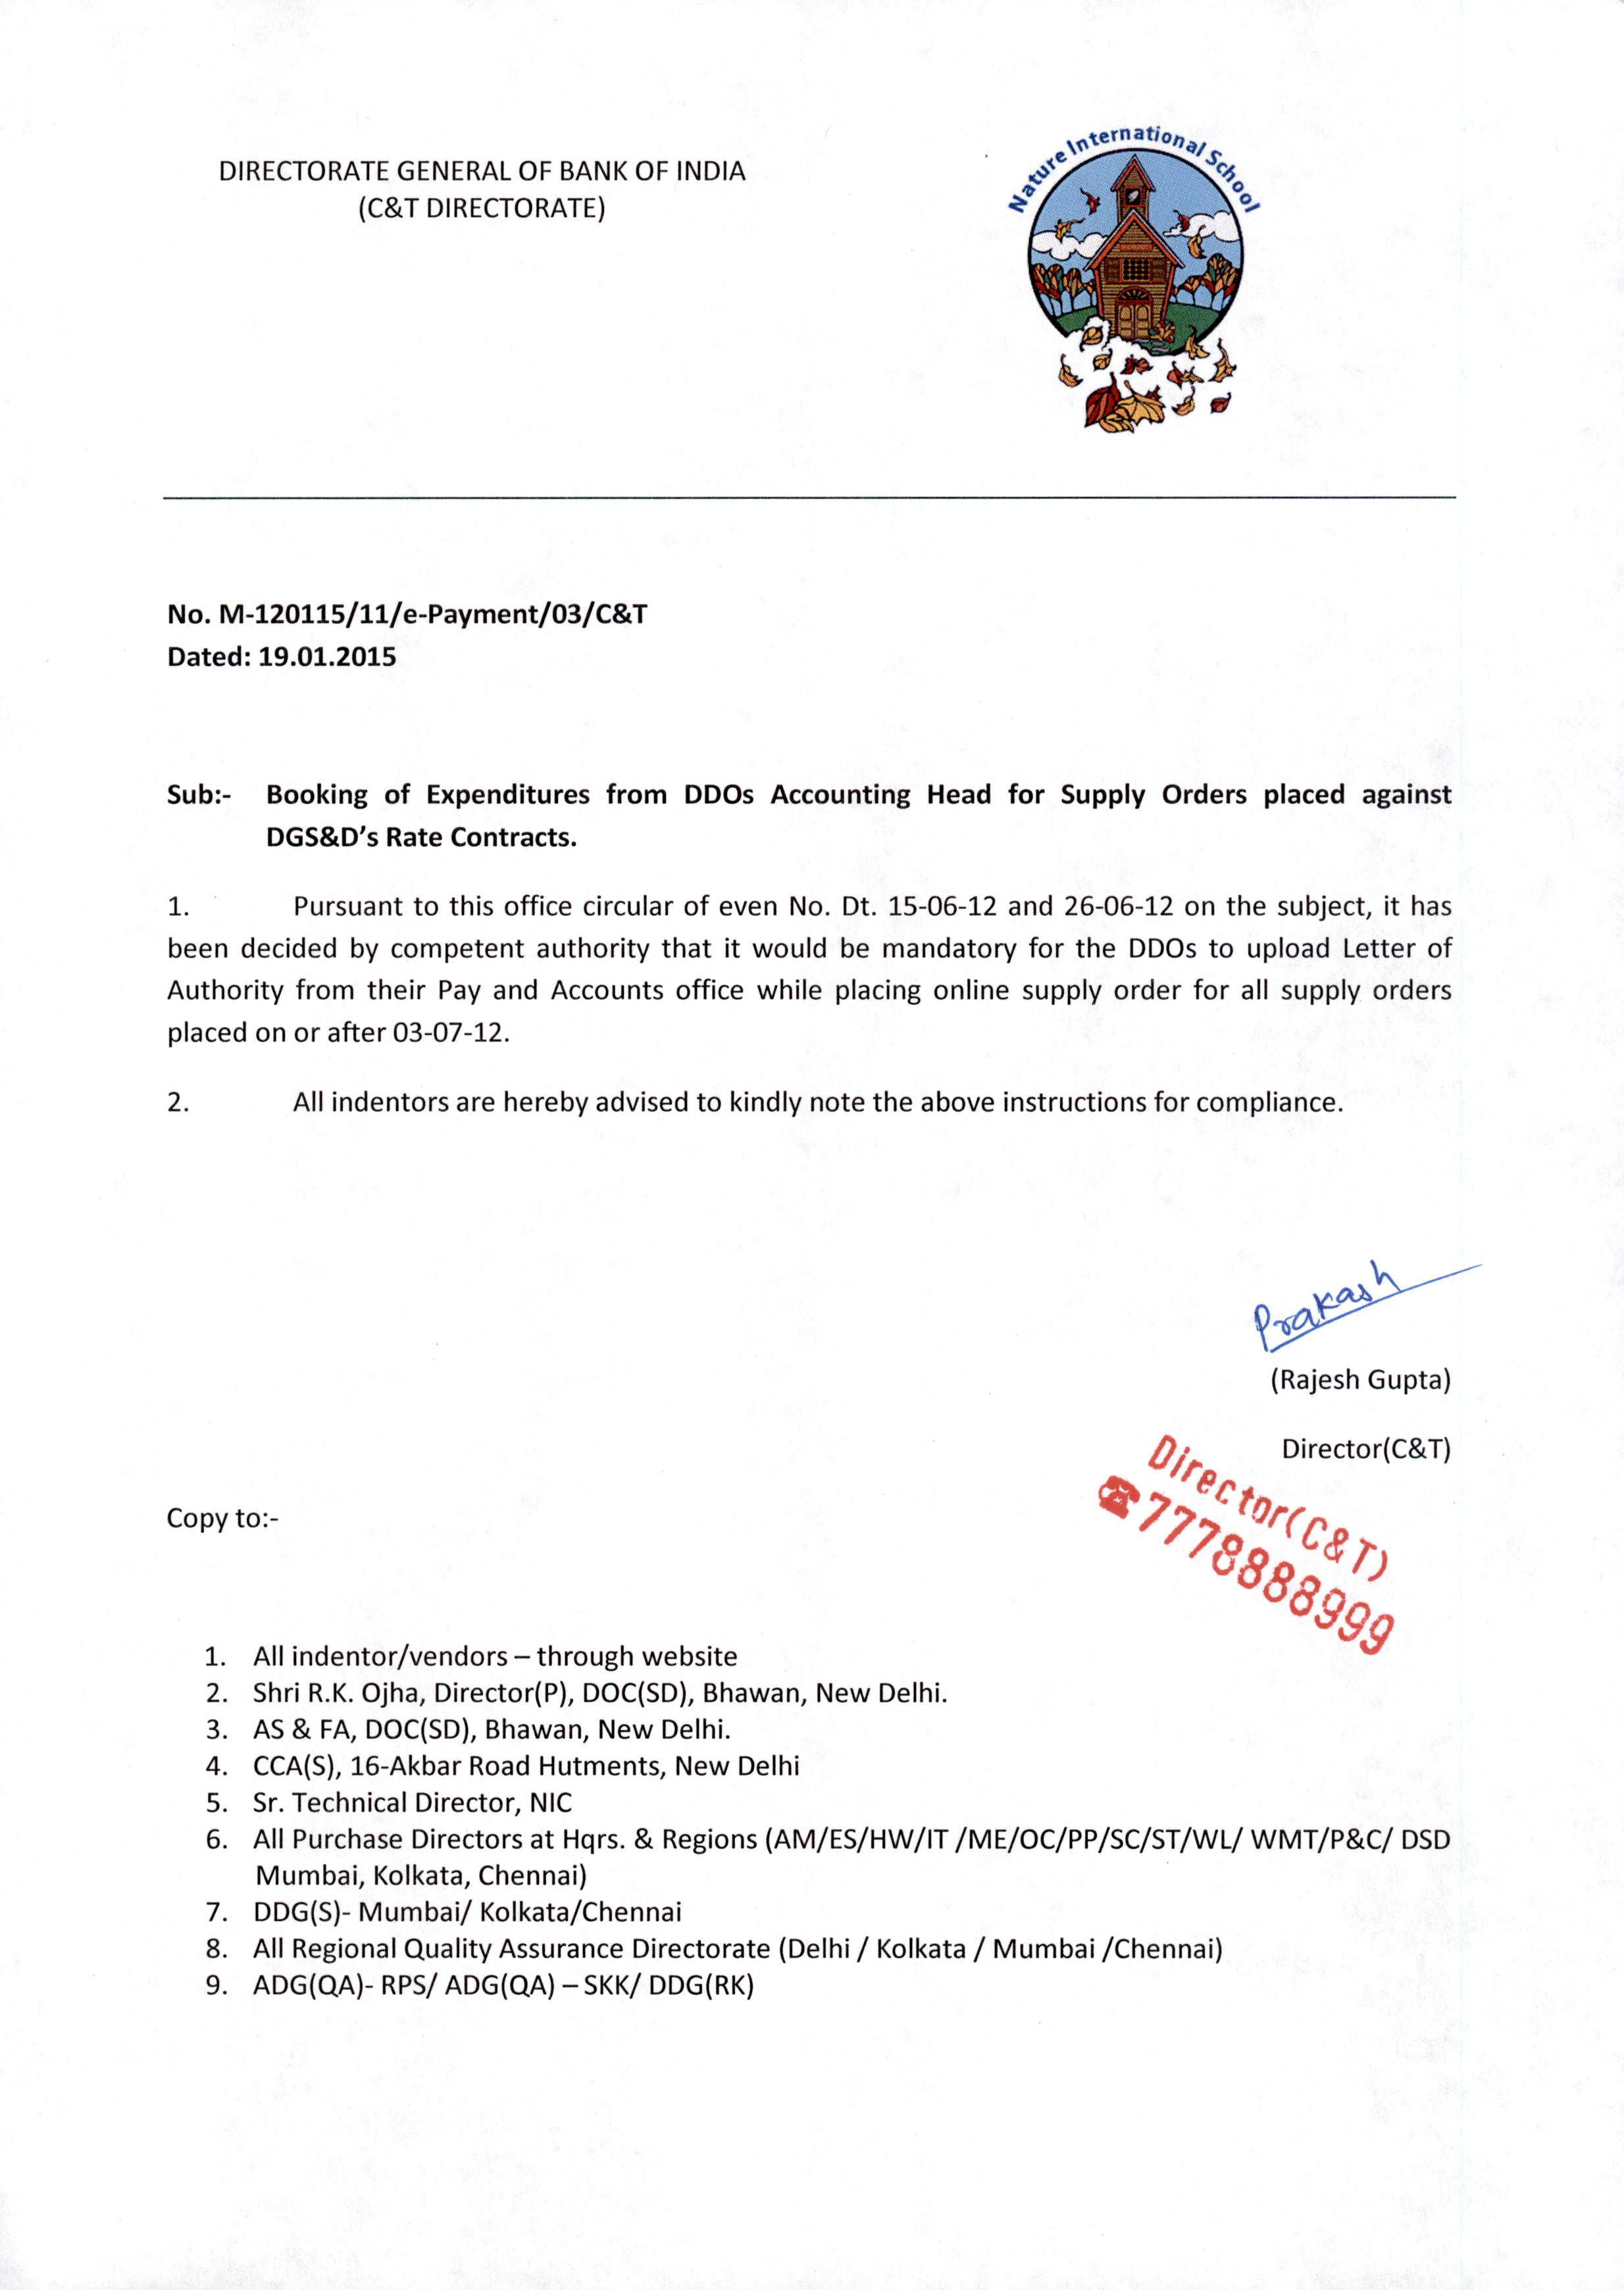 DIRECTORATE GENERAL OF BANK OF INDIA
(C&T DIRECTORATE)
Nature International School
No. M-120115/11/e-Payment/03/C&T
Dated: 19.01.2015
Sub:- Booking of Expenditures from DDOs Accounting Head for Supply Orders placed against
DGS&D’s Rate Contracts.
1. Pursuant to this office circular of even No. Dt. 15-06-12 and 26-06-12 on the subject, it has
been decided by competent authority that it would be mandatory for the DDOs to upload Letter of
Authority from their Pay and Accounts office while placing online supply order for all supply orders
placed on or after 03-07-12.
2. All indentors are hereby advised to kindly note the above instructions for compliance.
Prakash
(Rajesh Gupta)
Director(C&T)
Director(C&T)
☎7778888999
Copy to:-
1. All indentor/vendors – through website
2. Shri R.K. Ojha, Director(P), DOC(SD), Bhawan, New Delhi.
3. AS & FA, DOC(SD), Bhawan, New Delhi.
4. CCA(S), 16-Akbar Road Hutments, New Delhi
5. Sr. Technical Director, NIC
6. All Purchase Directors at Hqrs. & Regions (AM/ES/HW/IT /ME/OC/PP/SC/ST/WL/ WMT/P&C/ DSD
Mumbai, Kolkata, Chennai)
7. DDG(S)- Mumbai/ Kolkata/Chennai
8. All Regional Quality Assurance Directorate (Delhi / Kolkata / Mumbai /Chennai)
9. ADG(QA)- RPS/ ADG(QA) – SKK/ DDG(RK)